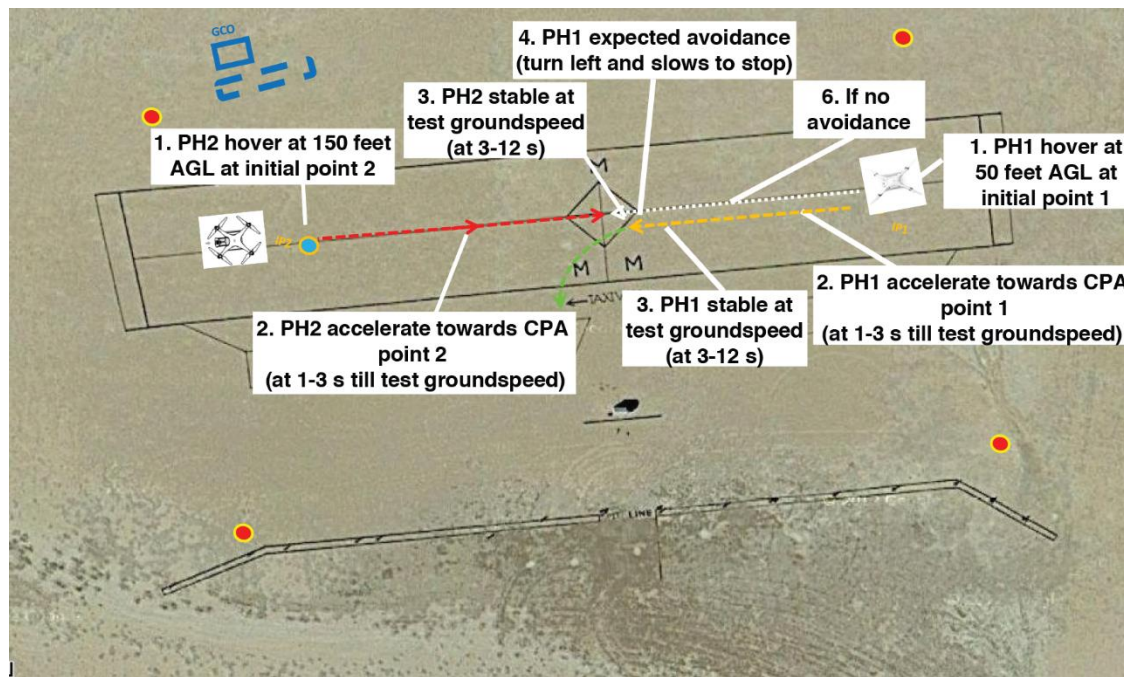 GCO
4. PH1 expected avoidance
(turn left and slows to stop)
3. PH2 stable at
test groundspeed
(at 3-12 s)
6. If no
avoidance
1. PH2 hover at 150 feet
AGL at initial point 2
1. PH1 hover at
50 feet AGL at
initial point 1
M
IP2
IP1
M M
2. PH2 accelerate towards CPA
point 2
(at 1-3 s till test groundspeed)
3. PH1 stable at
test groundspeed
(at 3-12 s)
2. PH1 accelerate towards CPA
point 1
(at 1-3 s till test groundspeed)
LINE